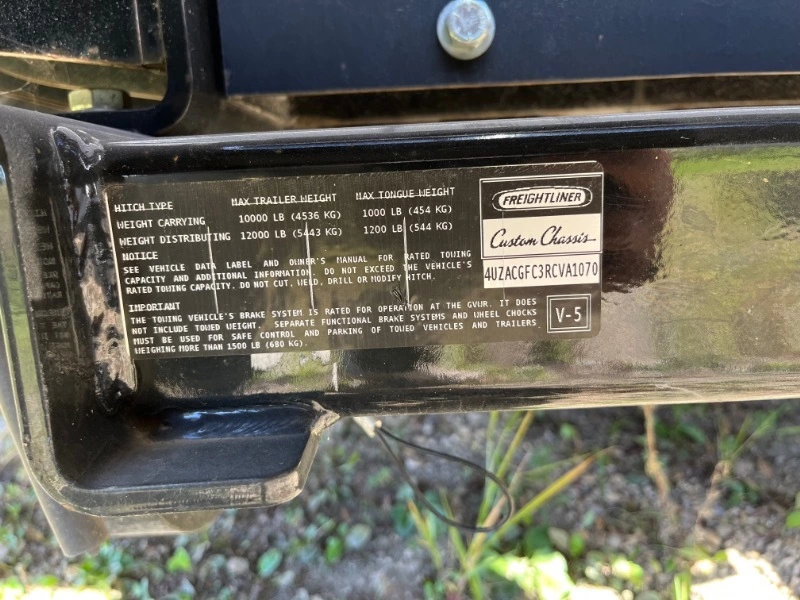 HITCH TYPE MAX TRAILER WEIGHT MAX TONGUE WEIGHT
WEIGHT CARRYING 10000 LB (4536 KG) 1000 LB (454 KG)
WEIGHT DISTRIBUTING 12000 LB (5443 KG) 1200 LB (544 KG)
NOTICE
SEE VEHICLE DATA LABEL AND OWNER'S MANUAL FOR RATED TOWING
CAPACITY AND ADDITIONAL INFORMATION. DO NOT EXCEED THE VEHICLE'S
RATED TOWING CAPACITY. DO NOT CUT, WELD, DRILL OR MODIFY HITCH.
IMPORTANT
THE TOWING VEHICLE'S BRAKE SYSTEM IS RATED FOR OPERATION AT THE GVWR. IT DOES
NOT INCLUDE TOWED WEIGHT. SEPARATE FUNCTIONAL BRAKE SYSTEMS AND WHEEL CHOCKS
MUST BE USED FOR SAFE CONTROL AND PARKING OF TOWED VEHICLES AND TRAILERS
WEIGHING MORE THAN 1500 LB (680 KG).
FREIGHTLINER
Custom Chassis
4UZACGFC3RCVA1070
V-5